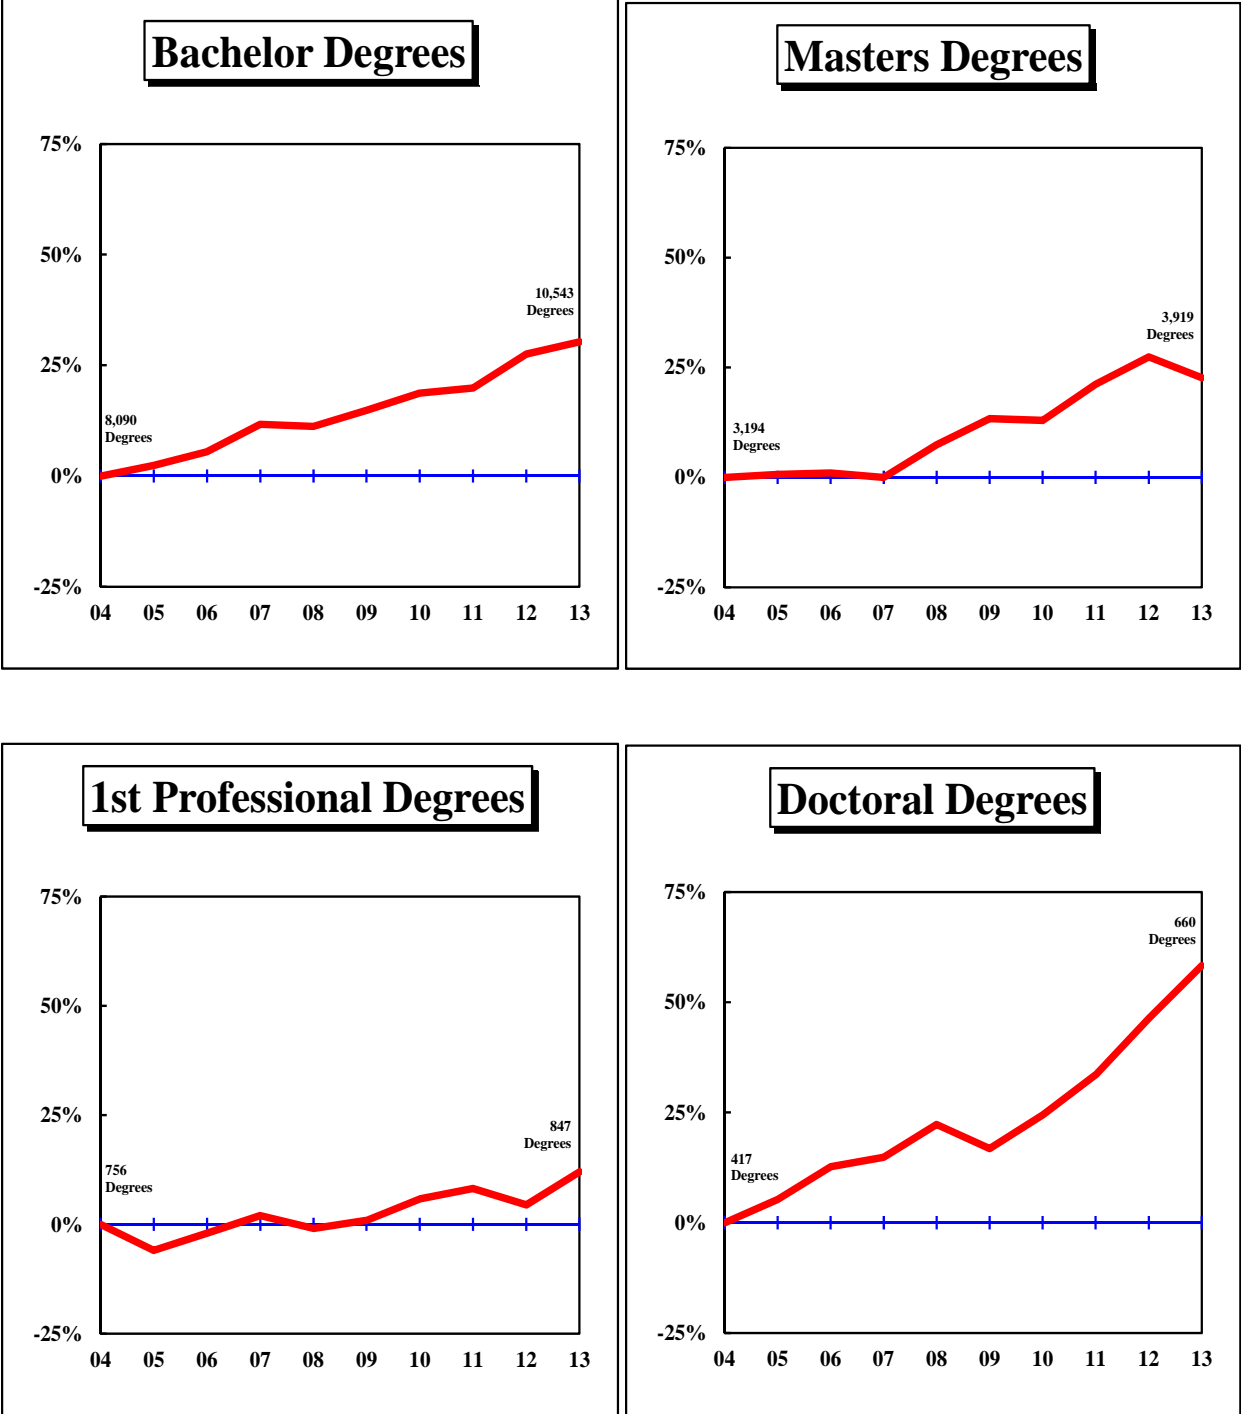 Bachelor Degrees
75%
50%
25%
0%
-25%
10,543
Degrees
8,090
Degrees
04 05 06 07 08 09 10 11 12 13
Masters Degrees
75%
50%
25%
0%
-25%
3,919
Degrees
3,194
Degrees
04 05 06 07 08 09 10 11 12 13
1st Professional Degrees
75%
50%
25%
0%
-25%
847
Degrees
756
Degrees
04 05 06 07 08 09 10 11 12 13
Doctoral Degrees
75%
50%
25%
0%
-25%
660
Degrees
417
Degrees
04 05 06 07 08 09 10 11 12 13